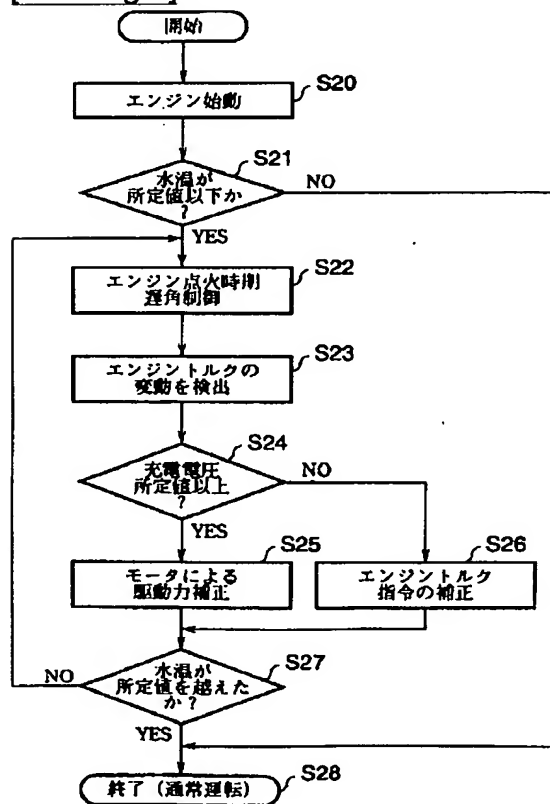 開始
エンジン始動
S20
水温が
所定値以下か
?
S21
NO
YES
エンジン点火時期
遅角制御
S22
エンジントルクの
変動を検出
S23
充電電圧
所定値以上
?
S24
NO
YES
モータによる
駆動力補正
S25
エンジントルク
指令の補正
S26
水温が
所定値を越えた
か?
S27
NO
YES
終了(通常運転)
S28